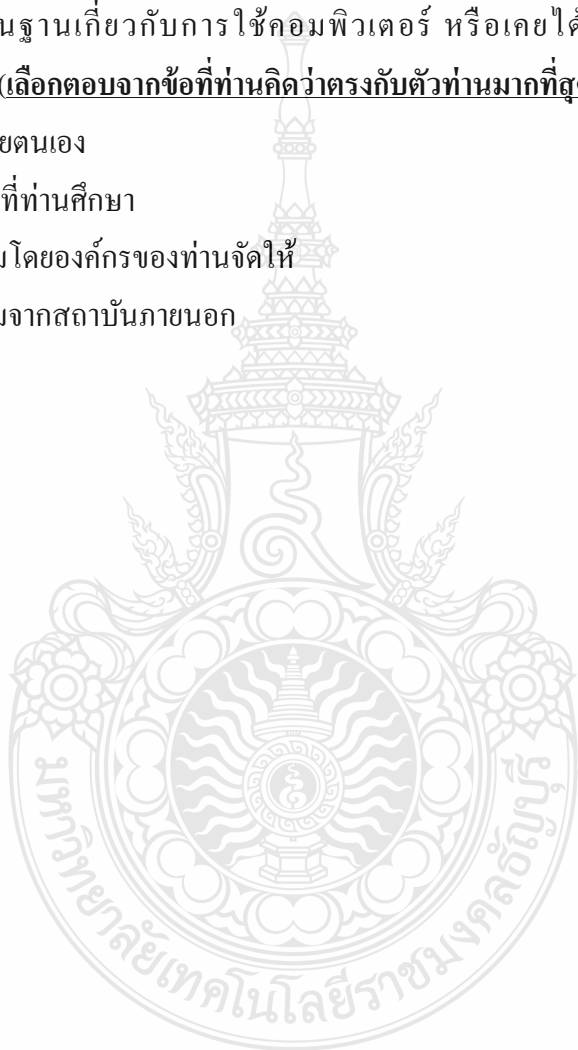 นฐานเกี่ยวกับการใช้คอมพิวเตอร์ หรือเคยได้
(เลือกตอบจากข้อที่ท่านคิดว่าตรงกับตัวท่านมากที่สุด
ยตนเอง
ที่ท่านศึกษา
มโดยองค์กรของท่านจัดให้
มจากสถาบันภายนอก
มหาวิทยาลัยเทคโนโลยีราชมงคลธัญบุรี